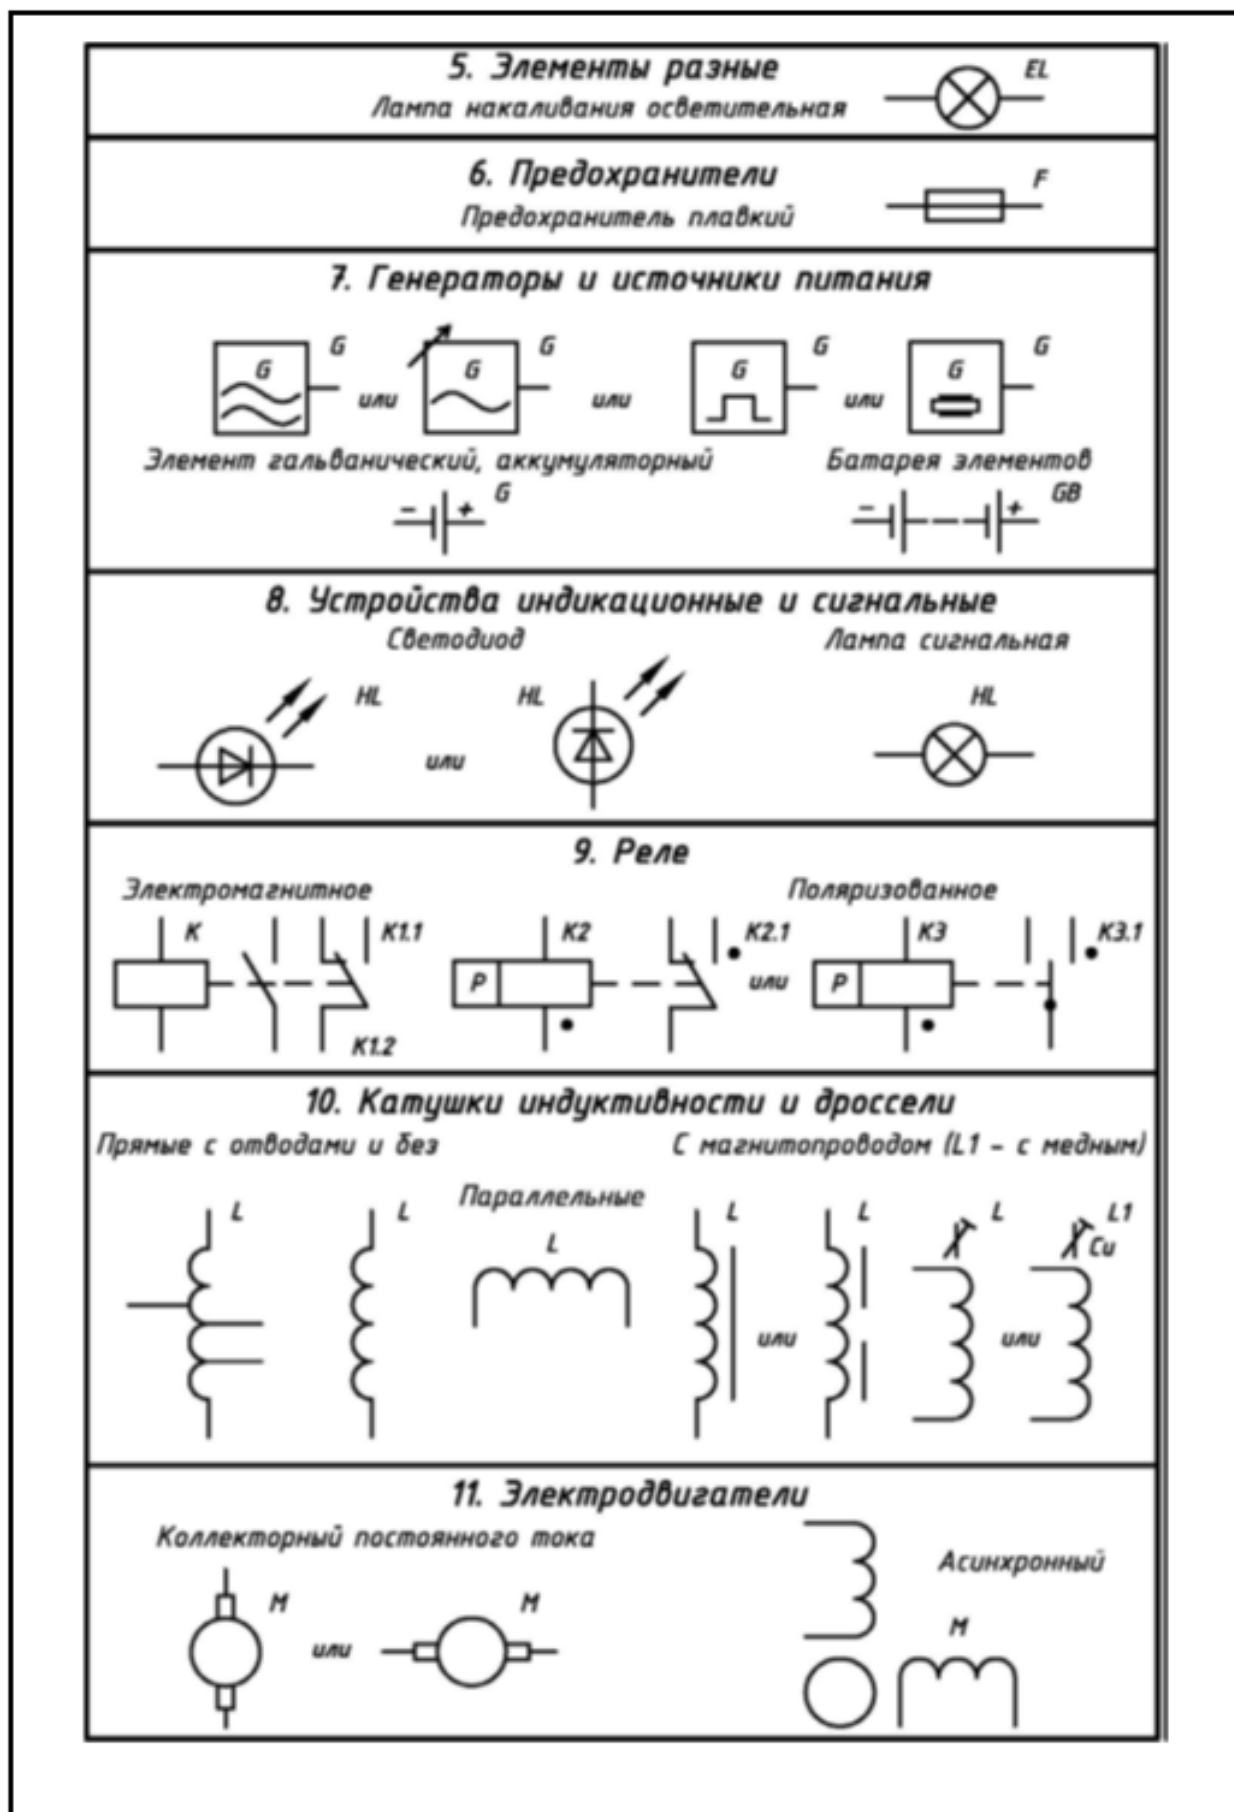 5. Элементы разные
EL
Лампа накаливания осветительная
6. Предохранители
F
Предохранитель плавкий
7. Генераторы и источники питания
G G G G
G G G G
или или или
Элемент гальванический, аккумуляторный Батарея элементов
G GB
- + - +
8. Устройства индикационные и сигнальные
Светодиод Лампа сигнальная
HL HL HL
или
9. Реле
Электромагнитное Поляризованное
K K1.1 K2 K2.1 K3 K3.1
P или P
K1.2
10. Катушки индуктивности и дроссели
Прямые с отводами и без С магнитопроводом (L1 - с медным)
Параллельные
L L L L L L1
L Cu
или или
11. Электродвигатели
Коллекторный постоянного тока
Асинхронный
M M M
или